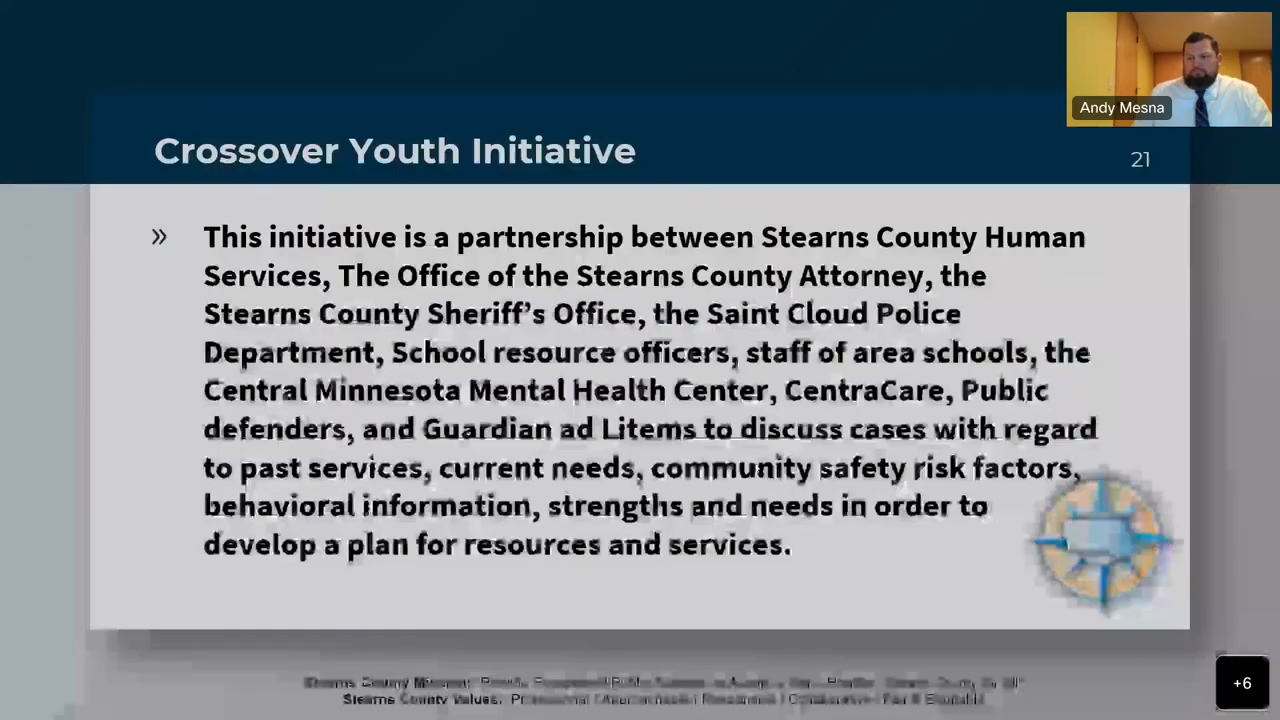 Andy Mesna
Crossover Youth Initiative
21
» This initiative is a partnership between Stearns County Human
Services, The Office of the Stearns County Attorney, the
Stearns County Sheriff’s Office, the Saint Cloud Police
Department, School resource officers, staff of area schools, the
Central Minnesota Mental Health Center, CentraCare, Public
defenders, and Guardian ad Litems to discuss cases with regard
to past services, current needs, community safety risk factors,
behavioral information, strengths and needs in order to
develop a plan for resources and services.
Stearns County
Stearns County Values:
+6